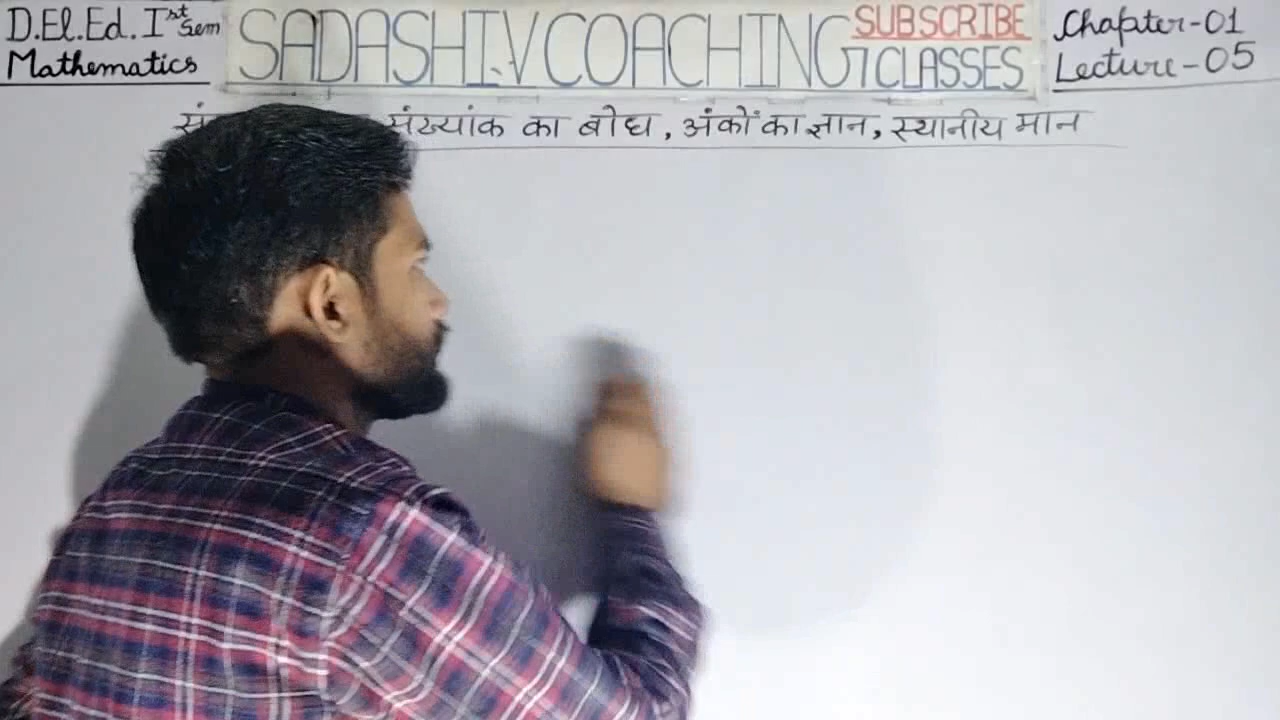 D.El.Ed. Ist Sem
Mathematics
SADASHIV COACHING CLASSES
SUBSCRIBE
Chapter-01
Lecture-05
संख्यांक का बोध, अंकों का ज्ञान, स्थानीय मान